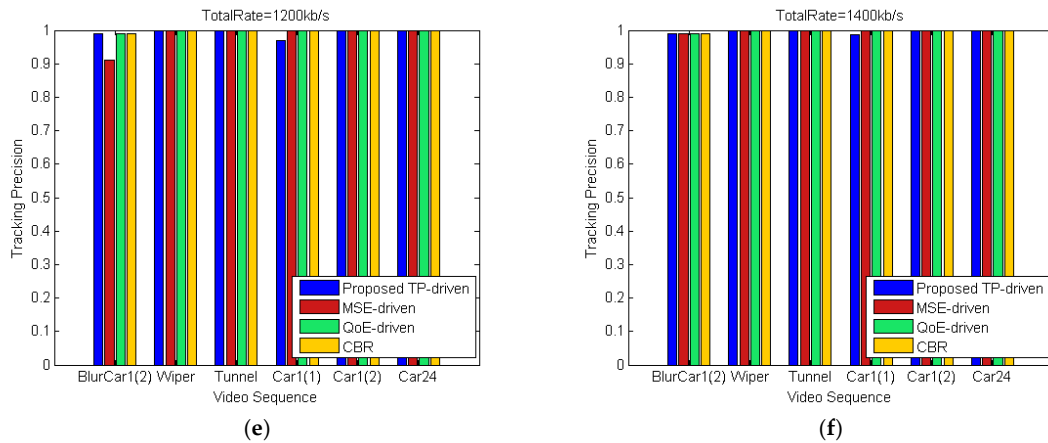 TotalRate=1200kb/s
1
0.9
0.8
0.7
0.6
0.5
0.4
0.3
0.2
0.1
0
Tracking Precision
Proposed TP-driven
MSE-driven
QoE-driven
CBR
BlurCar1(2) Wiper Tunnel Car1(1) Car1(2) Car24
Video Sequence
(e)
TotalRate=1400kb/s
1
0.9
0.8
0.7
0.6
0.5
0.4
0.3
0.2
0.1
0
Tracking Precision
Proposed TP-driven
MSE-driven
QoE-driven
CBR
BlurCar1(2) Wiper Tunnel Car1(1) Car1(2) Car24
Video Sequence
(f)